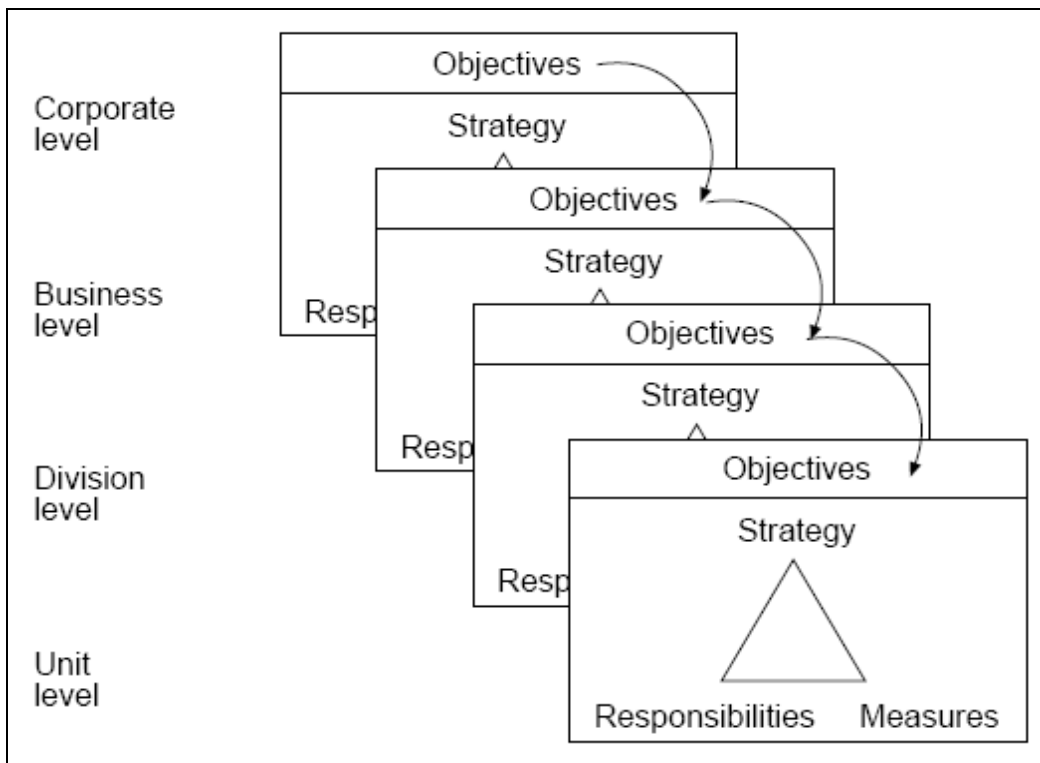 Objectives
Corporate
level
Strategy
Objectives
Strategy
Business
level
Resp
Objectives
Strategy
Resp
Objectives
Division
level
Strategy
Resp
Unit
level
Responsibilities Measures